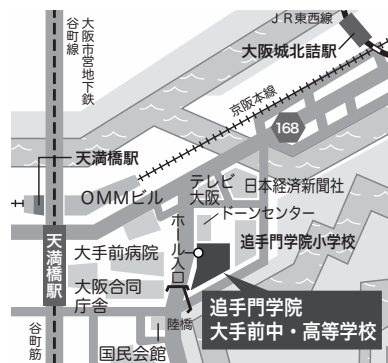 大阪市営地下鉄
谷町線
JR東西線
大阪城北詰駅
京阪本線
168
天満橋駅
テレビ
大阪
日本経済新聞社
OMMビル
ドーンセンター
ホール入口
追手門学院小学校
天満橋駅
大手前病院
大阪合同
庁舎
追手門学院
大手前中・高等学校
陸橋
谷町筋
国民会館